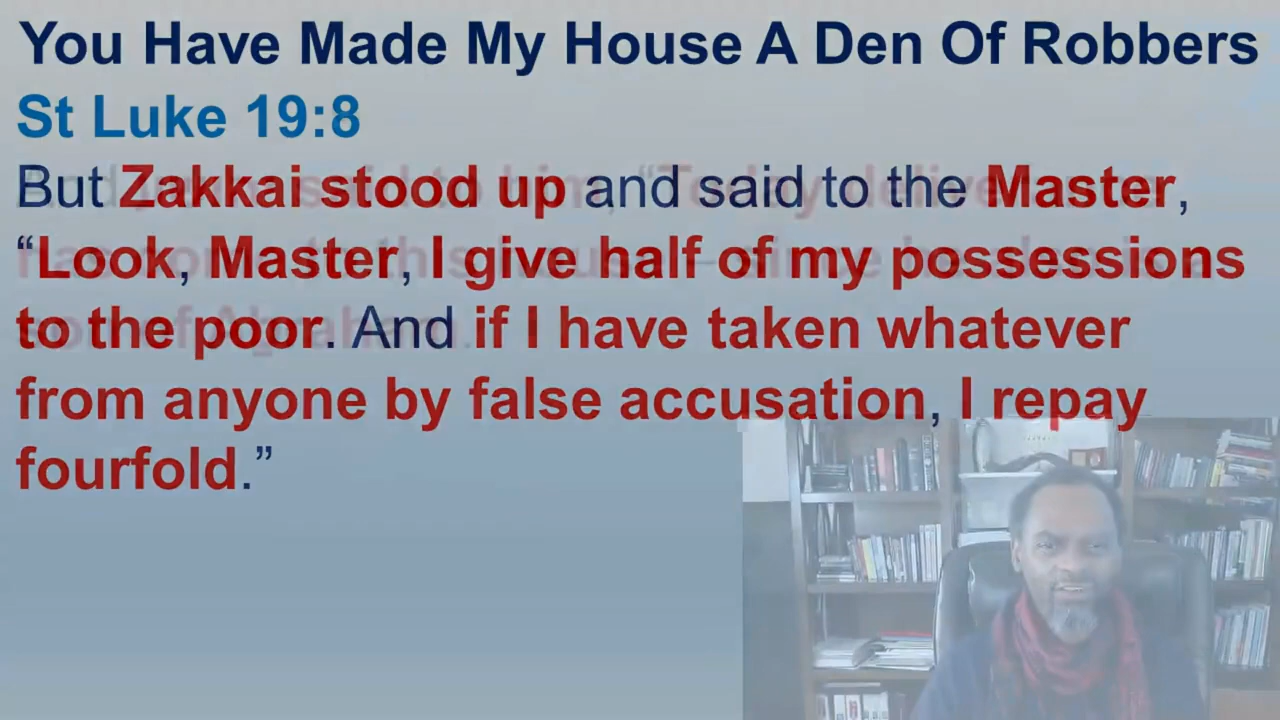 You Have Made My House A Den Of Robbers
St Luke 19:8
But Zakkai stood up and said to the Master,
“Look, Master, I give half of my possessions
to the poor. And if I have taken whatever
from anyone by false accusation, I repay
fourfold.”